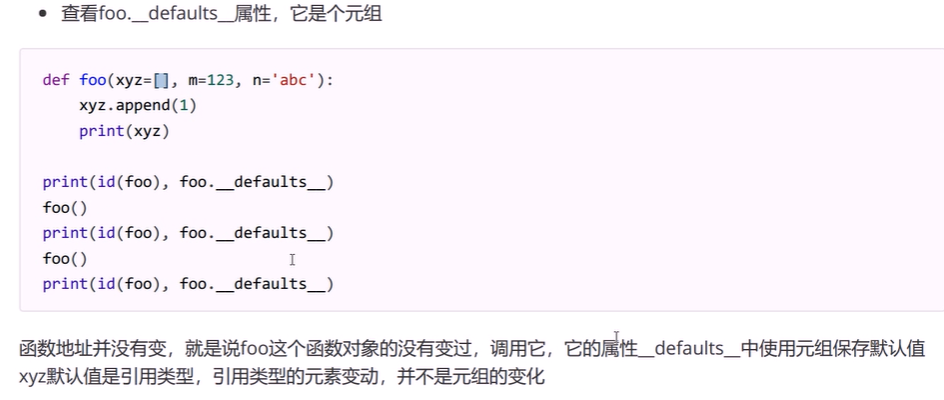 查看foo.__defaults__属性，它是个元组
def foo(xyz=[], m=123, n='abc'):
    xyz.append(1)
    print(xyz)
print(id(foo), foo.__defaults__)
foo()
print(id(foo), foo.__defaults__)
foo()
print(id(foo), foo.__defaults__)
函数地址并没有变，就是说foo这个函数对象的没有变过，调用它，它的属性__defaults__中使用元组保存默认值
xyz默认值是引用类型，引用类型的元素变动，并不是元组的变化